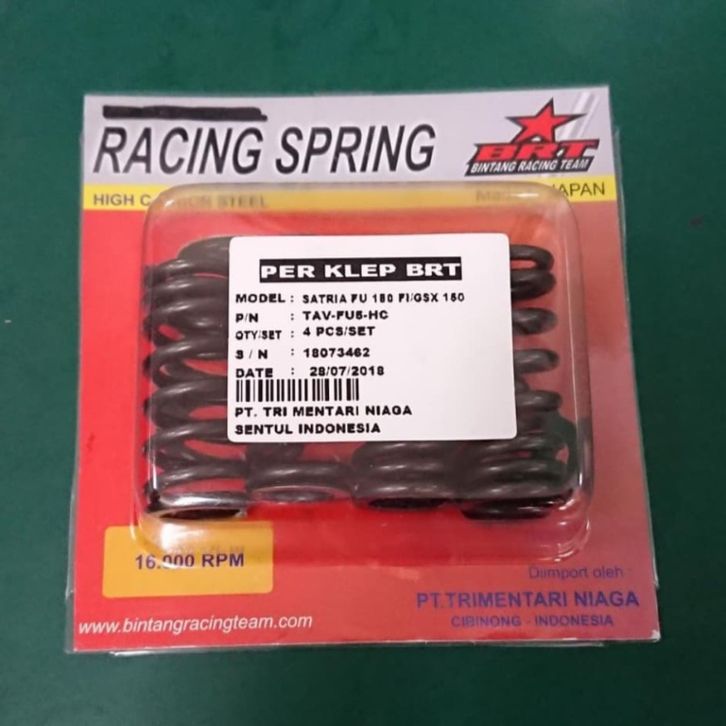 RACING SPRING
BRT
BINTANG RACING TEAM
HIGH C STEEL
JAPAN
PER KLEP BRT
MODEL : SATRIA FU 150 FI/GSX 150
P/N : TAV-FU5-HC
QTY/SET : 4 PCS/SET
S / N : 18073462
DATE : 28/07/2018
PT. TRI MENTARI NIAGA
SENTUL INDONESIA
16.000 RPM
Diimport oleh :
PT.TRIMENTARI NIAGA
CIBINONG - INDONESIA
www.bintangracingteam.com